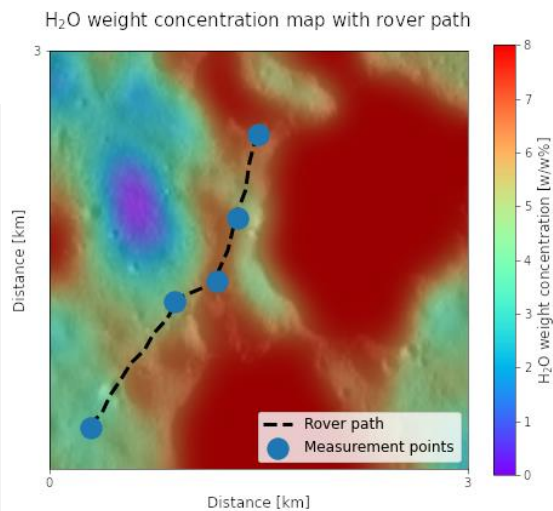 H₂O weight concentration map with rover path
3
Distance [km]
0
3
Distance [km]
Rover path
Measurement points
8
7
6
5
4
3
2
1
0
H₂O weight concentration [w/w%]